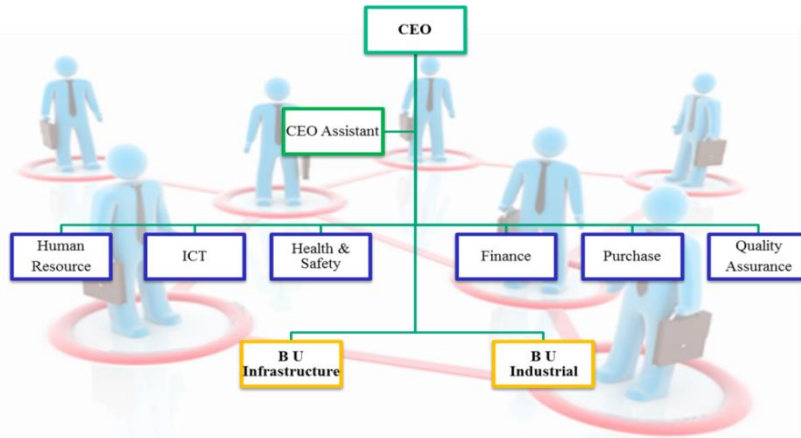 CEO
CEO Assistant
Human
Resource
ICT
Health &
Safety
Finance
Purchase
Quality
Assurance
B U
Infrastructure
B U
Industrial